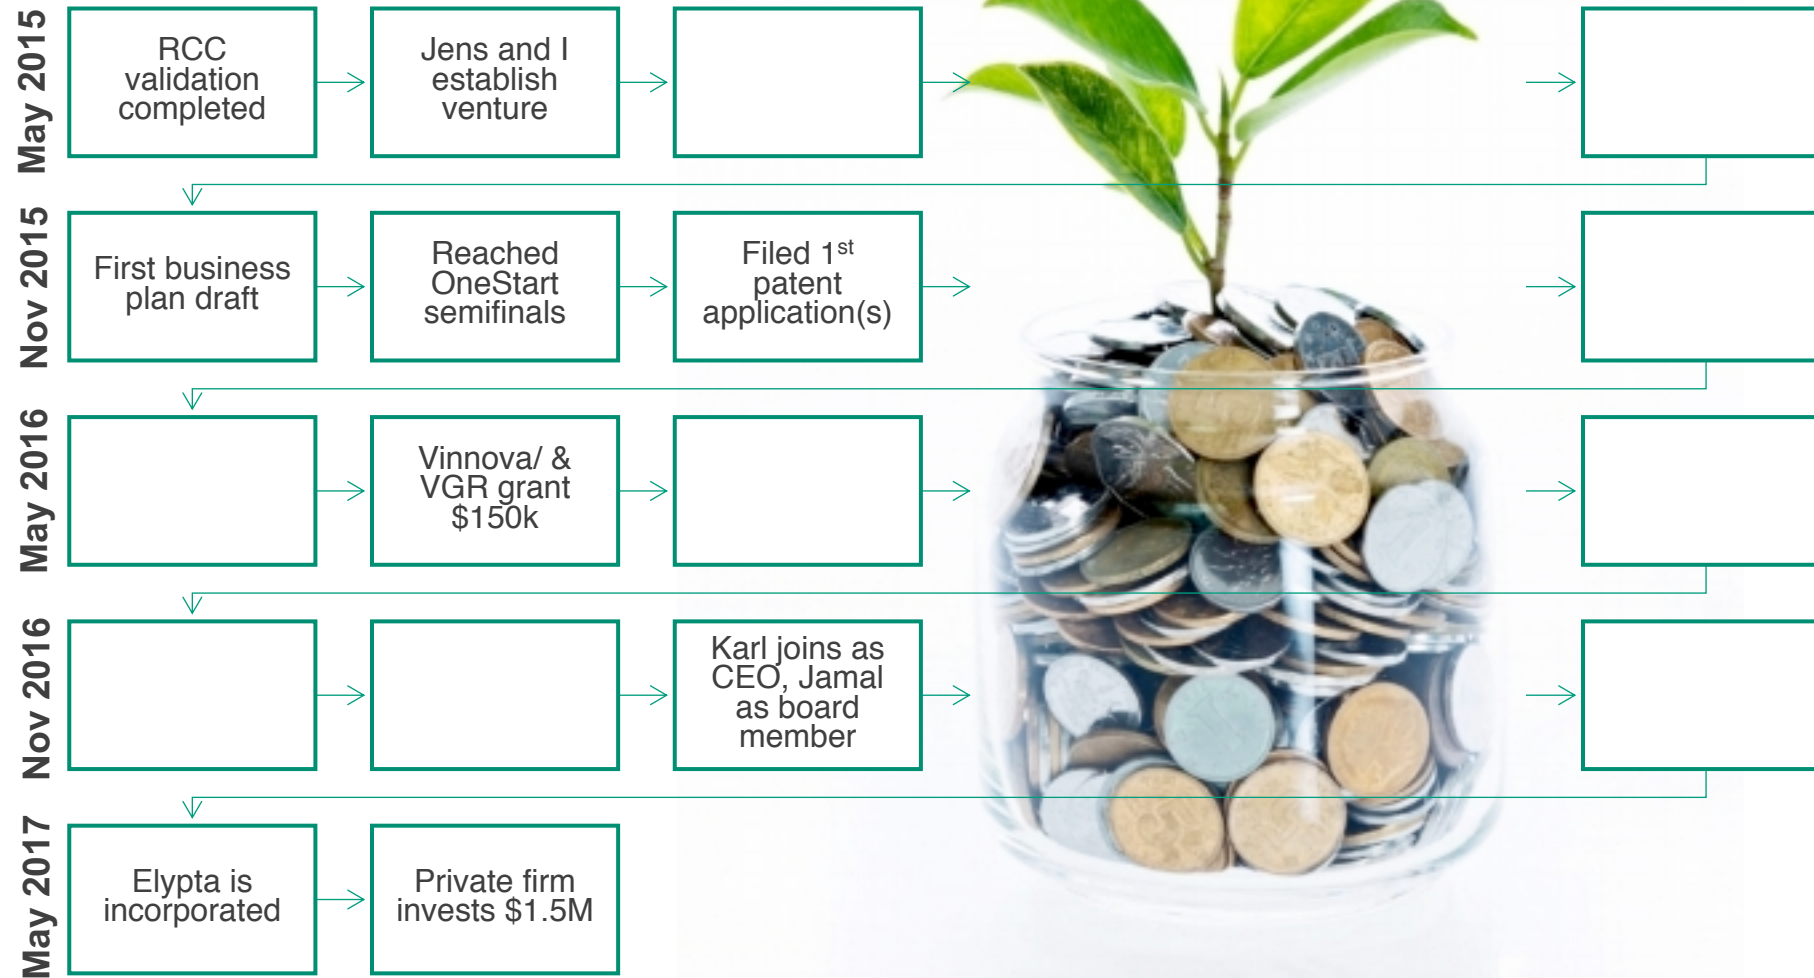 May 2015
RCC
validation
completed
Jens and I
establish
venture
Nov 2015
First business
plan draft
Reached
OneStart
semifinals
Filed 1st
patent
application(s)
May 2016
Vinnova/ &
VGR grant
$150k
Nov 2016
Karl joins as
CEO, Jamal
as board
member
May 2017
Elypta is
incorporated
Private firm
invests $1.5M